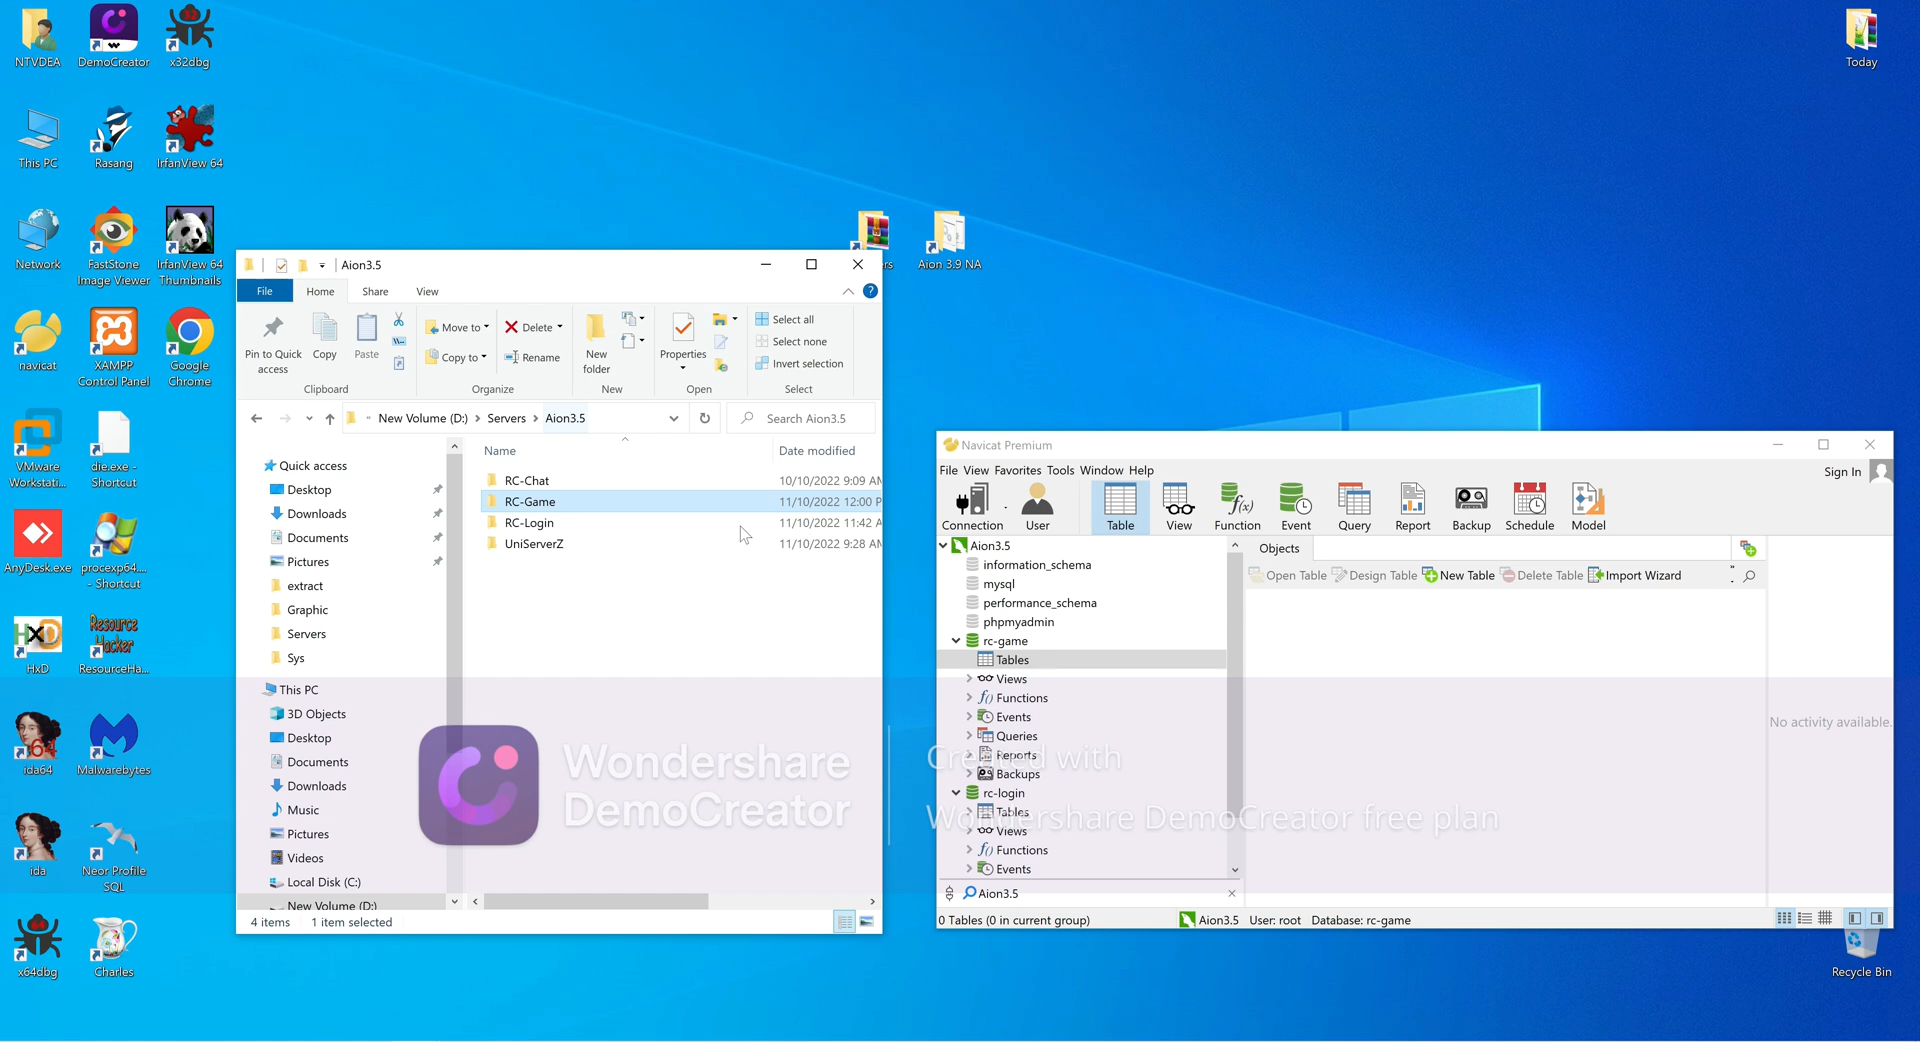 NTVDEA
DemoCreator
x32dbg
Today
This PC
Rasang
IrfanView 64
Network
FastStone
Image Viewer
IrfanView 64
Thumbnails
Aion 3.9 NA
navicat
XAMPP
Control Panel
Google
Chrome
VMware
Workstati...
die.exe -
Shortcut
AnyDesk.exe
procexp64....
- Shortcut
HxD
Resource
Hacker
ResourceHa...
ida64
Malwarebytes
ida
Neor Profile
SQL
x64dbg
Charles
Recycle Bin
Aion3.5
File Home Share View
Pin to Quick
access
Copy
Paste
Move to
Copy to
Delete
Rename
New
folder
Properties
Select all
Select none
Invert selection
Clipboard Organize New Open Select
New Volume (D:) > Servers > Aion3.5
Search Aion3.5
Name Date modified
RC-Chat 10/10/2022 9:09 AM
RC-Game 11/10/2022 12:00 P
RC-Login 11/10/2022 11:42 A
UniServerZ 11/10/2022 9:28 AM
Quick access
Desktop
Downloads
Documents
Pictures
extract
Graphic
Servers
Sys
This PC
3D Objects
Desktop
Documents
Downloads
Music
Pictures
Videos
Local Disk (C:)
New Volume (D:)
4 items 1 item selected
Wondershare
DemoCreator
Created with
Wondershare DemoCreator free plan
Navicat Premium
File View Favorites Tools Window Help
Sign In
Connection User Table View Function Event Query Report Backup Schedule Model
Aion3.5
information_schema
mysql
performance_schema
phpmyadmin
rc-game
Tables
Views
Functions
Events
Queries
Reports
Backups
rc-login
Tables
Views
Functions
Events
Aion3.5
Objects
Open Table Design Table New Table Delete Table Import Wizard
No activity available.
0 Tables (0 in current group) Aion3.5 User: root Database: rc-game